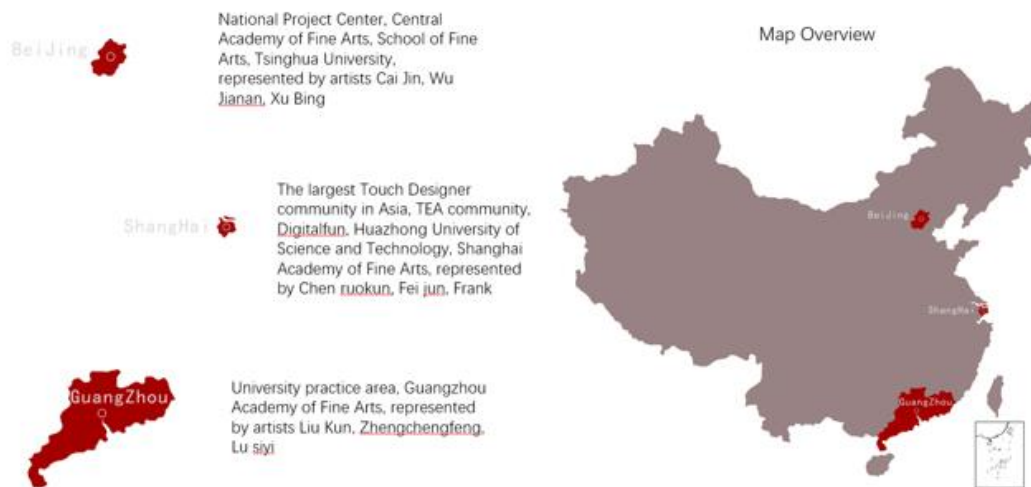 BeiJing
National Project Center, Central
Academy of Fine Arts, School of Fine
Arts, Tsinghua University,
represented by artists Cai Jin, Wu
Jianan, Xu Bing
ShangHai
The largest Touch Designer
community in Asia, TEA community,
Digitalfun, Huazhong University of
Science and Technology, Shanghai
Academy of Fine Arts, represented
by Chen ruokun, Fei jun, Frank
GuangZhou
University practice area, Guangzhou
Academy of Fine Arts, represented
by artists Liu Kun, Zhengchengfeng,
Lu siyi
Map Overview
BeiJing
ShangHai
GuangZhou